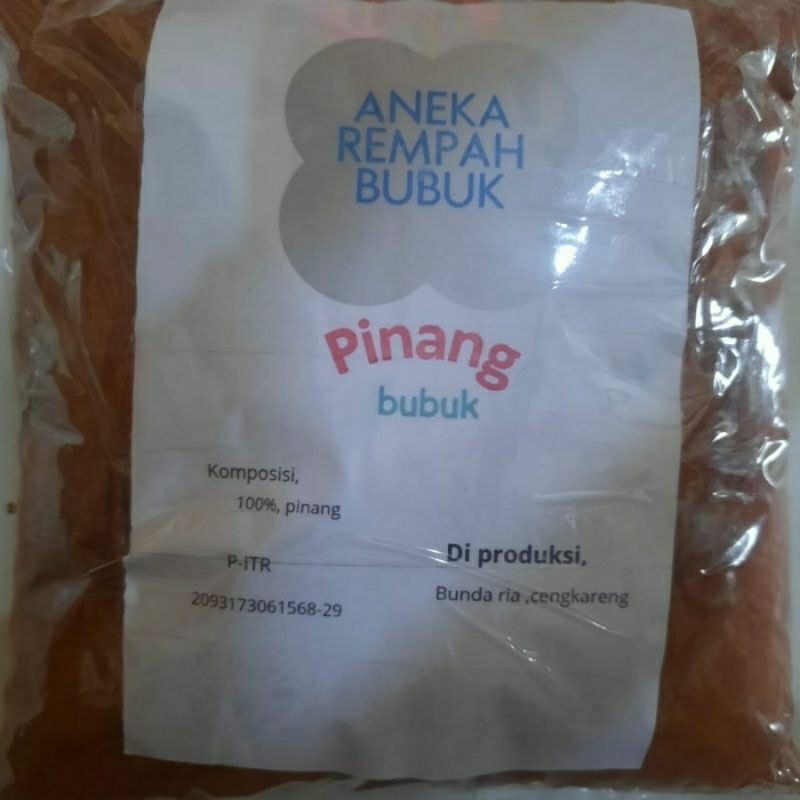 ANEKA
REMPAH
BUBUK
Pinang
bubuk
Komposisi,
100%, pinang
P-ITR
2093173061568-29
Di produksi,
Bunda ria ,cengkareng